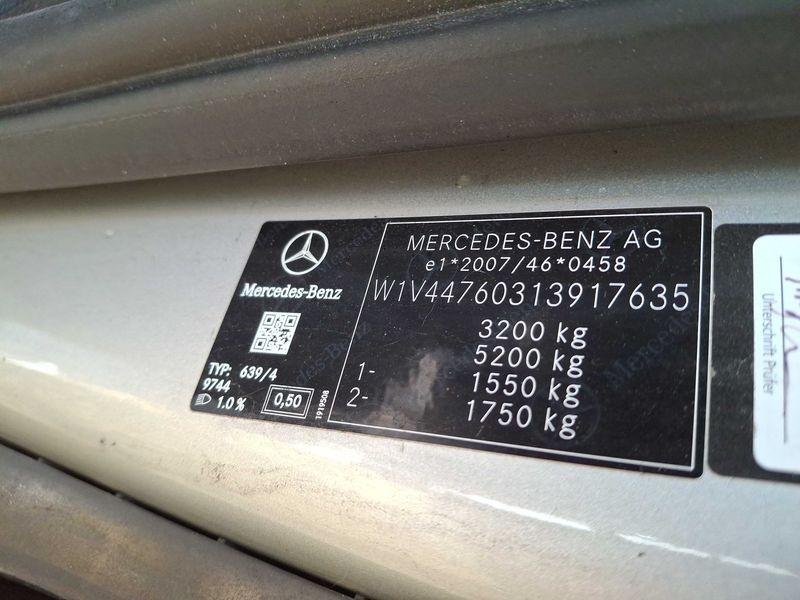 MERCEDES-BENZ AG
e1*2007/46*0458
W1V44760313917635
3200 kg
5200 kg
1- 1550 kg
2- 1750 kg
Mercedes-Benz
TYP: 639/4
9744
1.0 %
0,50
1919508
Unterschrift Prüfer